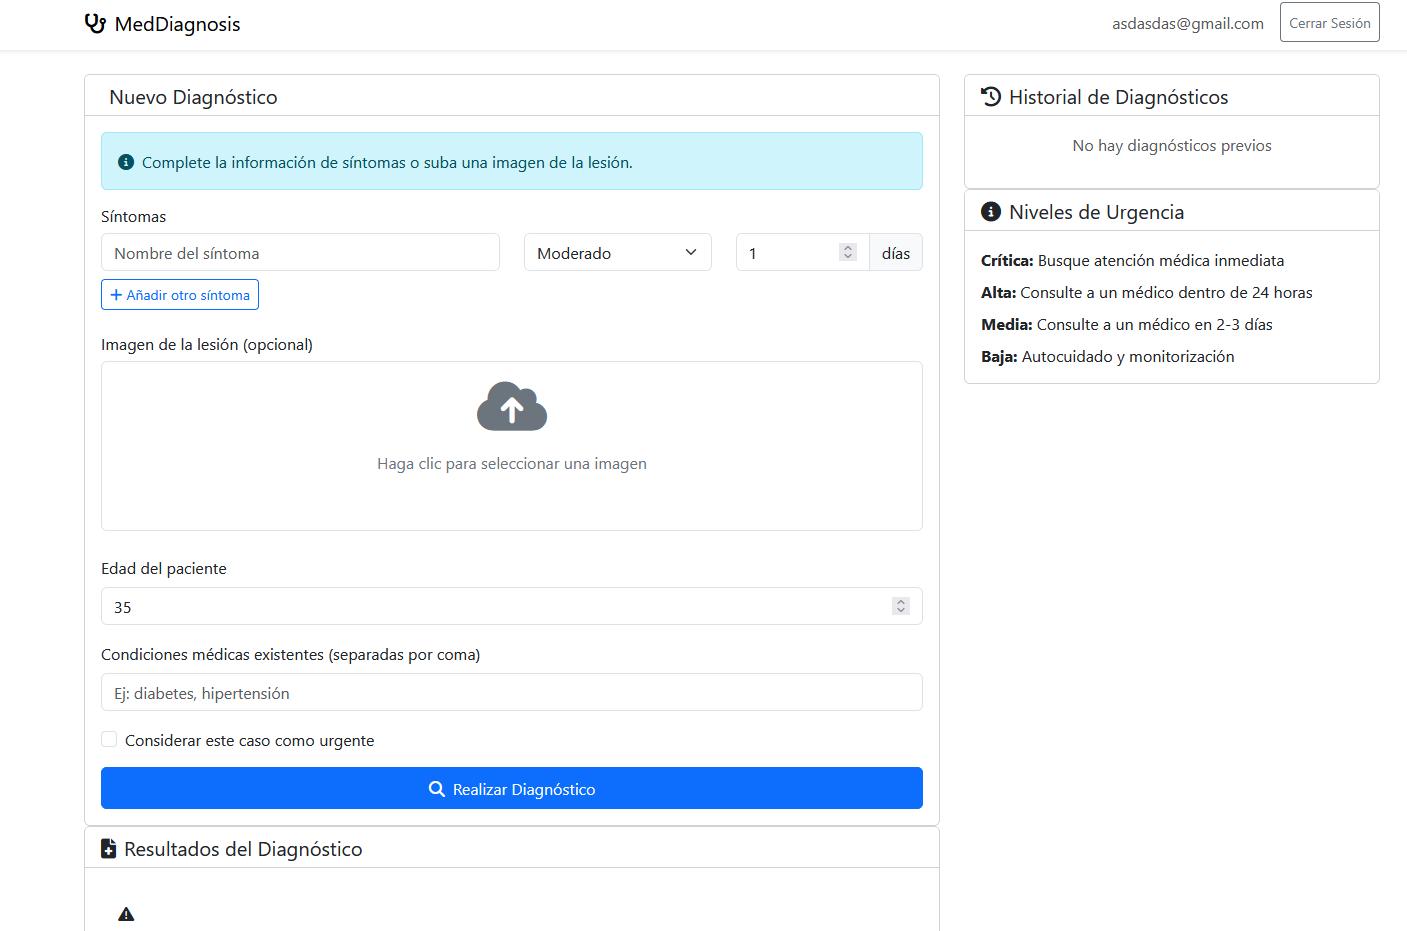 MedDiagnosis
asdasdas@gmail.com
Cerrar Sesión
Nuevo Diagnóstico
Complete la información de síntomas o suba una imagen de la lesión.
Síntomas
Nombre del síntoma
Moderado
1
días
Añadir otro síntoma
Imagen de la lesión (opcional)
Haga clic para seleccionar una imagen
Edad del paciente
35
Condiciones médicas existentes (separadas por coma)
Ej: diabetes, hipertensión
Considerar este caso como urgente
Realizar Diagnóstico
Resultados del Diagnóstico
Historial de Diagnósticos
No hay diagnósticos previos
Niveles de Urgencia
Crítica: Busque atención médica inmediata
Alta: Consulte a un médico dentro de 24 horas
Media: Consulte a un médico en 2-3 días
Baja: Autocuidado y monitorización